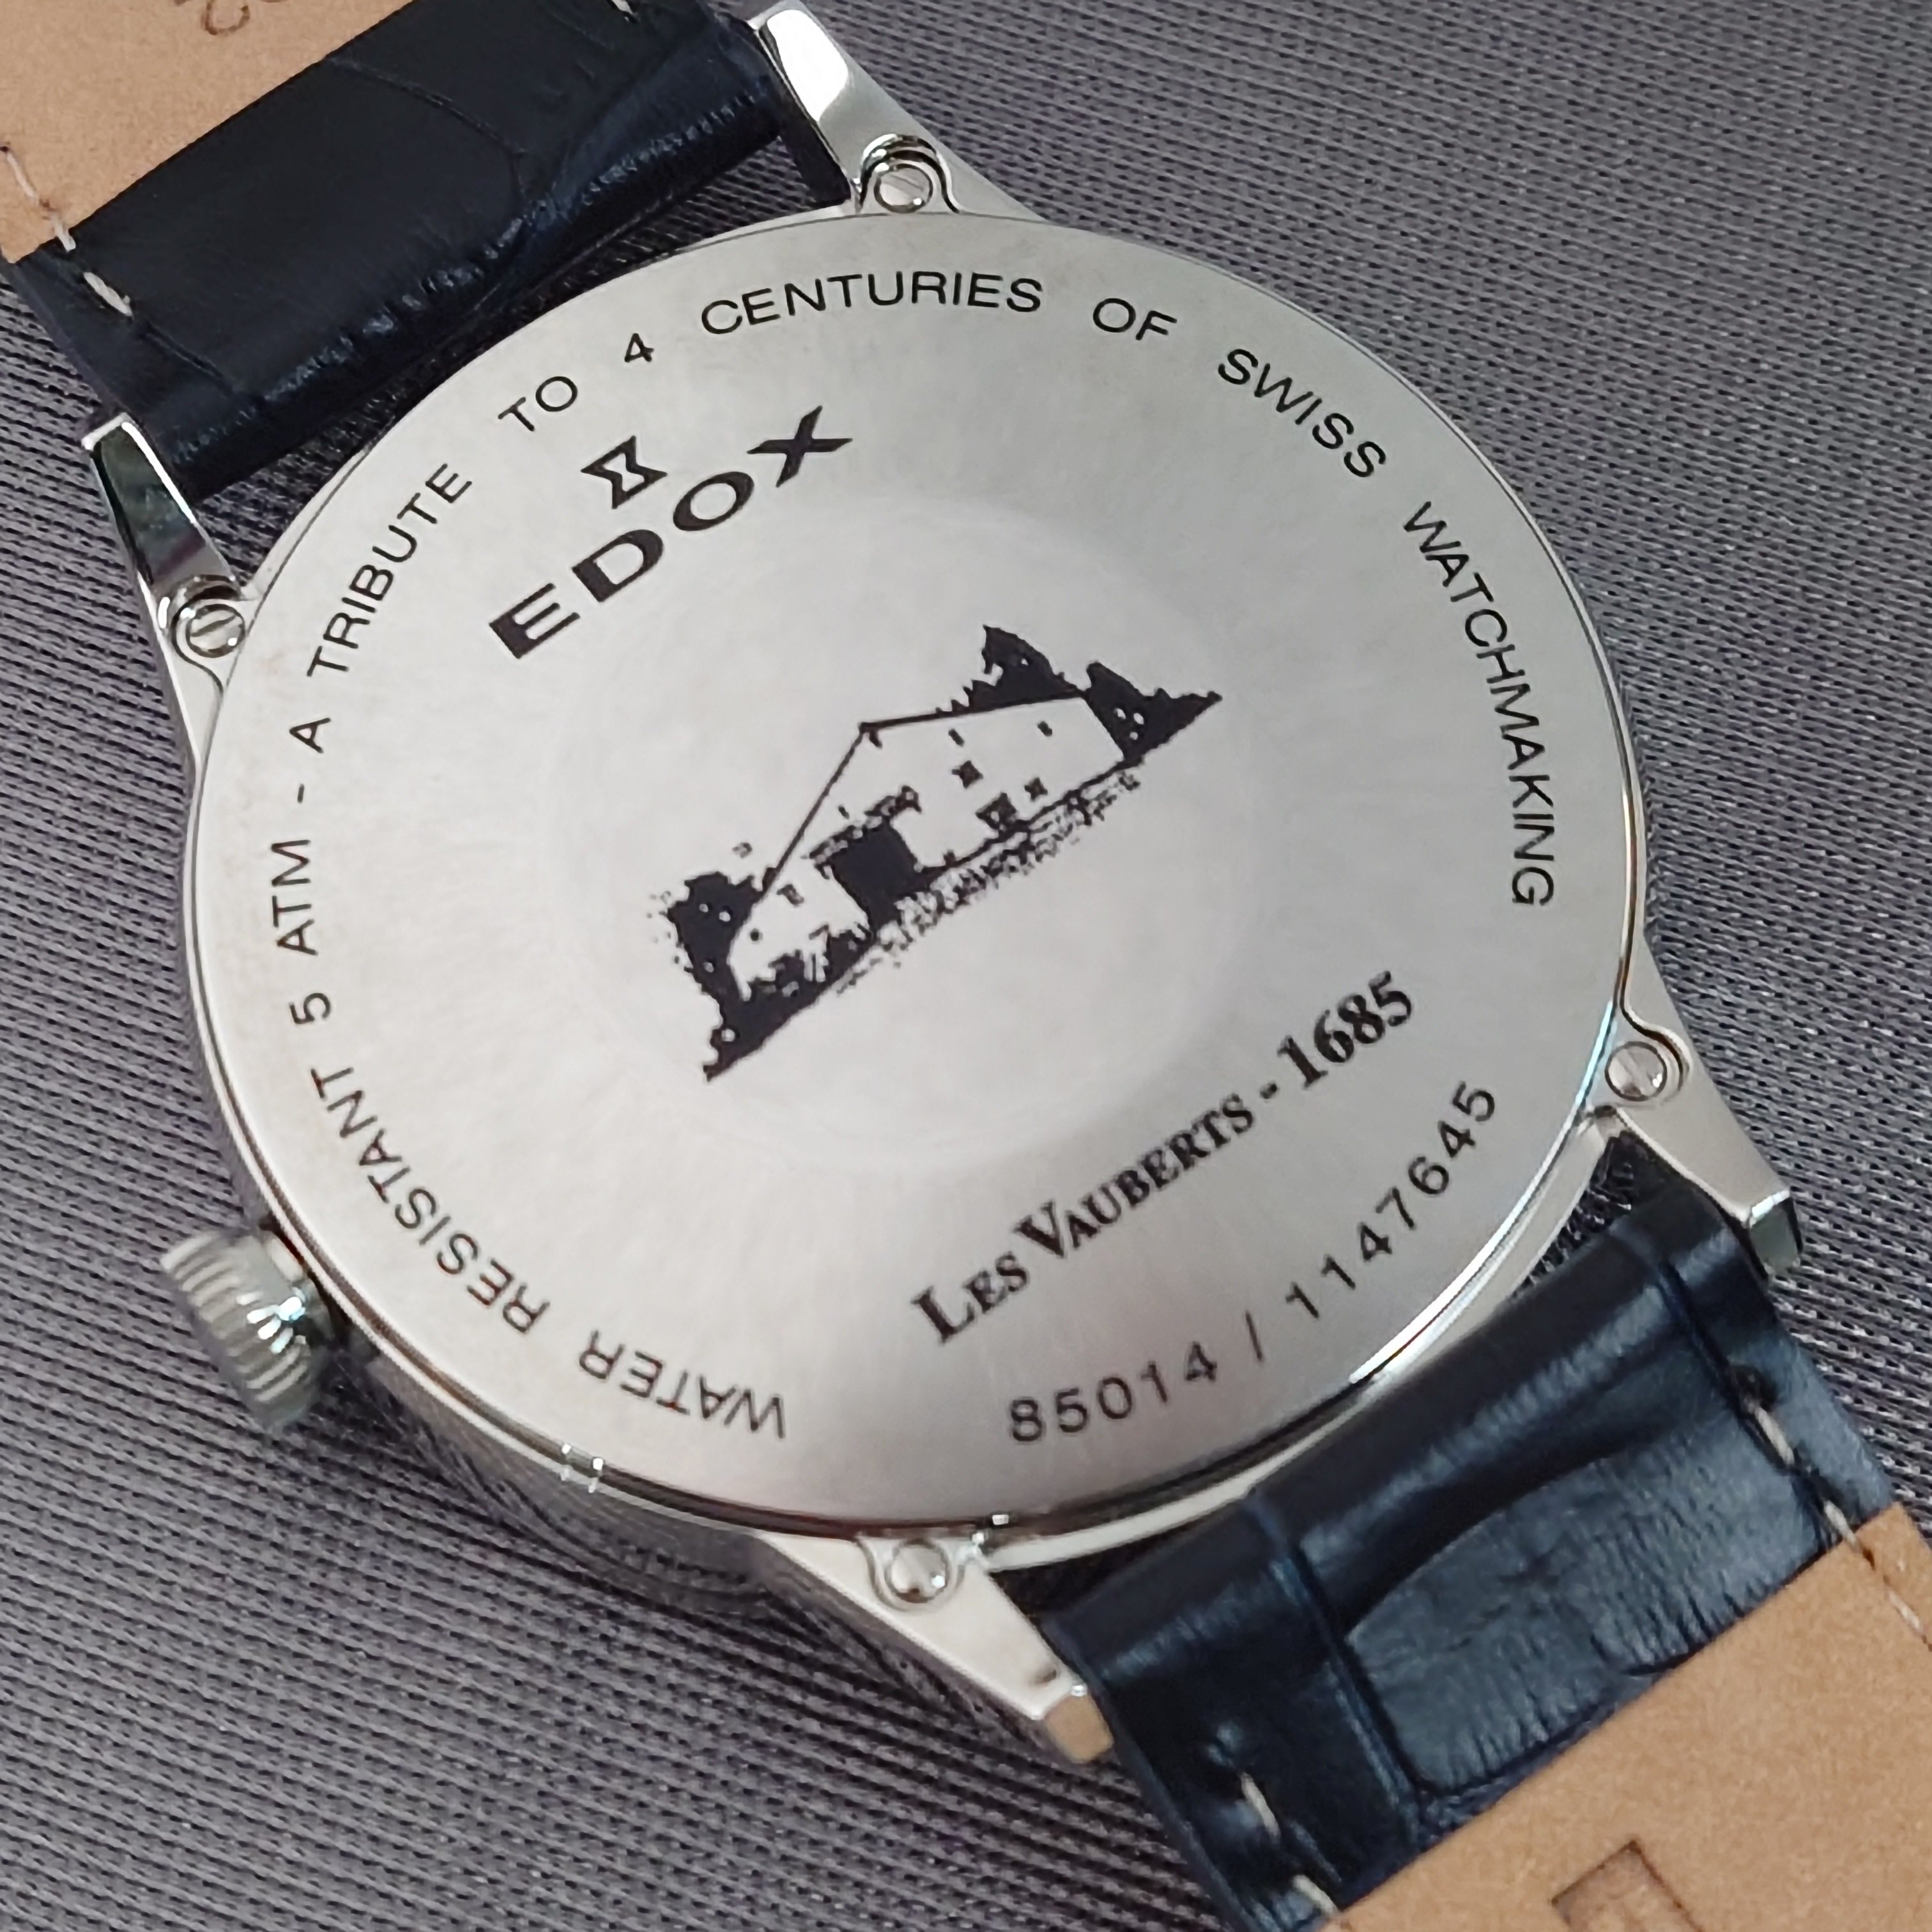 WATER RESISTANT 5 ATM - A TRIBUTE TO 4 CENTURIES OF SWISS WATCHMAKING
EDOX
LES VAUBERTS - 1685
85014 / 1147645